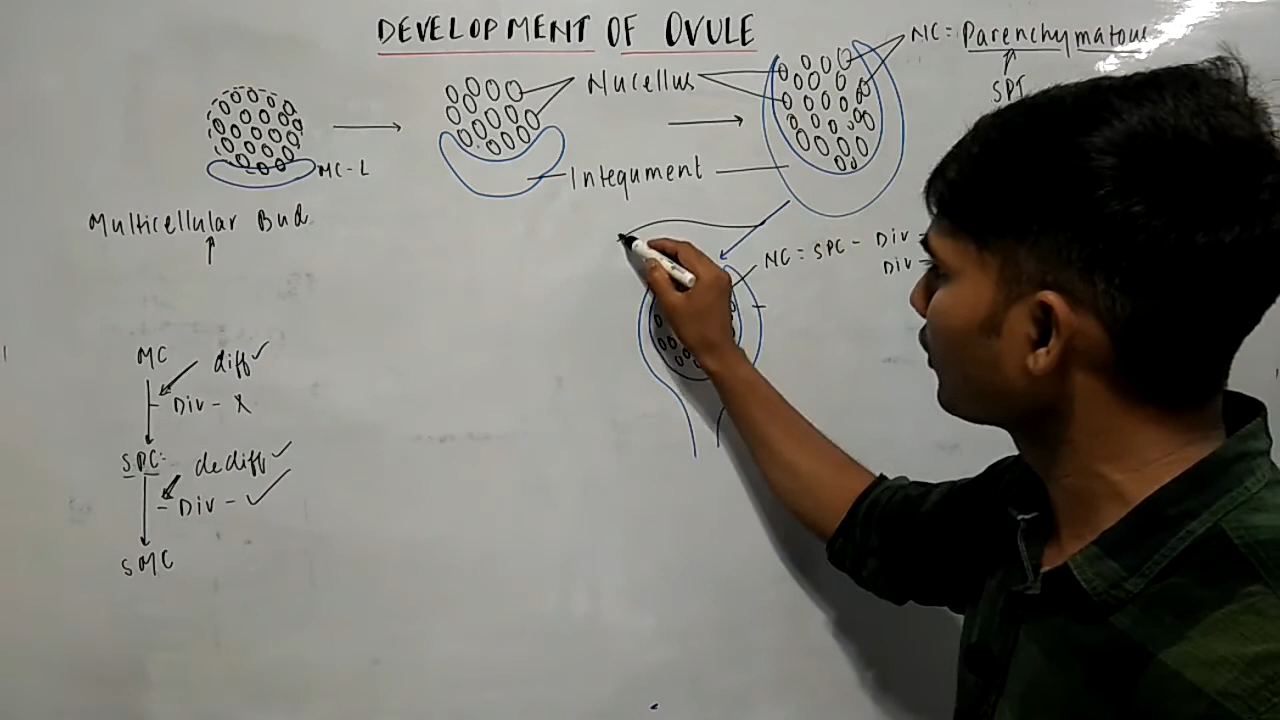 DEVELOPMENT OF OVULE
NC = Parenchymatous
SPT
Nucellus
MC-L
Integument
Multicellular Bud
NC = SPC - Div
Div
MC
diff ✓
Div - X
SPC:
dediff ✓
- Div - ✓
SMC